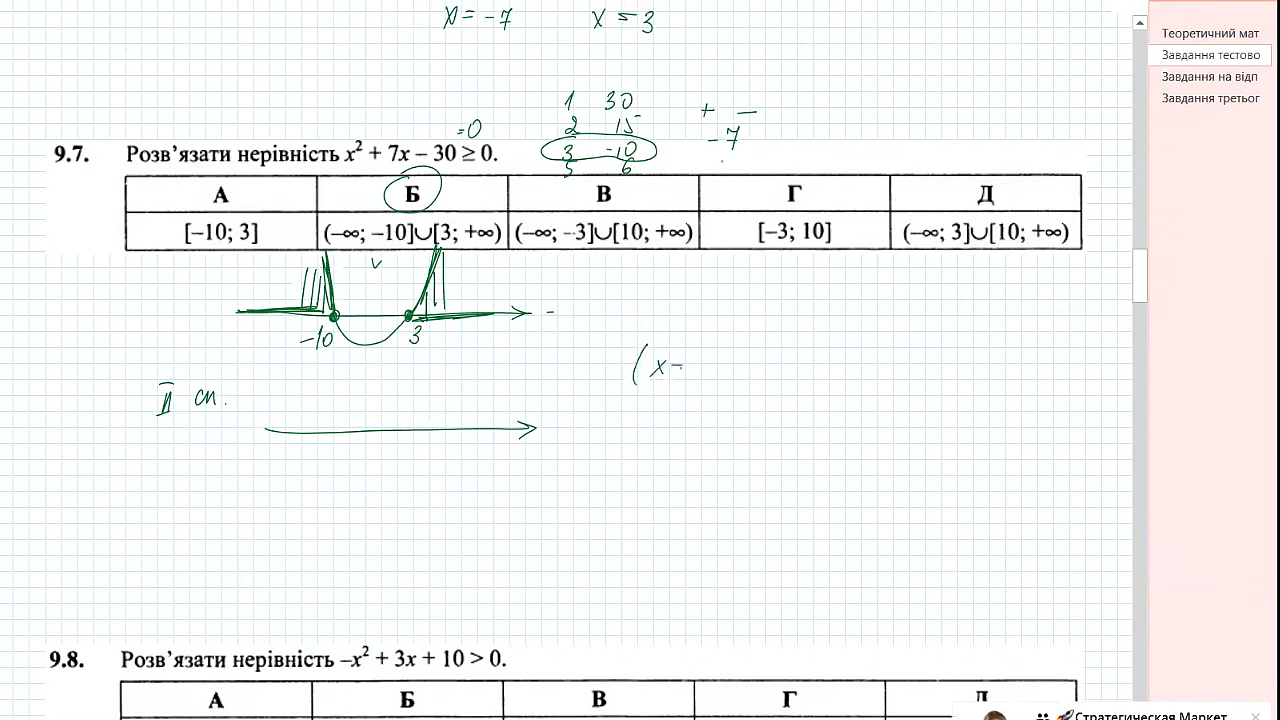 x = -7 x = 3
Теоретичний мат
Завдання тестово
Завдання на відп
Завдання третьог
1 30
2 15
3 -10
5 6
+ −
-7
=0
9.7. Розв’язати нерівність x² + 7x – 30 ≥ 0.
А Б В Г Д
[–10; 3] (–∞; –10]∪[3; +∞) (–∞; –3]∪[10; +∞) [–3; 10] (–∞; 3]∪[10; +∞)
-10 3
(x -
II сп.
9.8. Розв’язати нерівність –x² + 3x + 10 > 0.
А Б В Г Д
Стратегическая Маркет